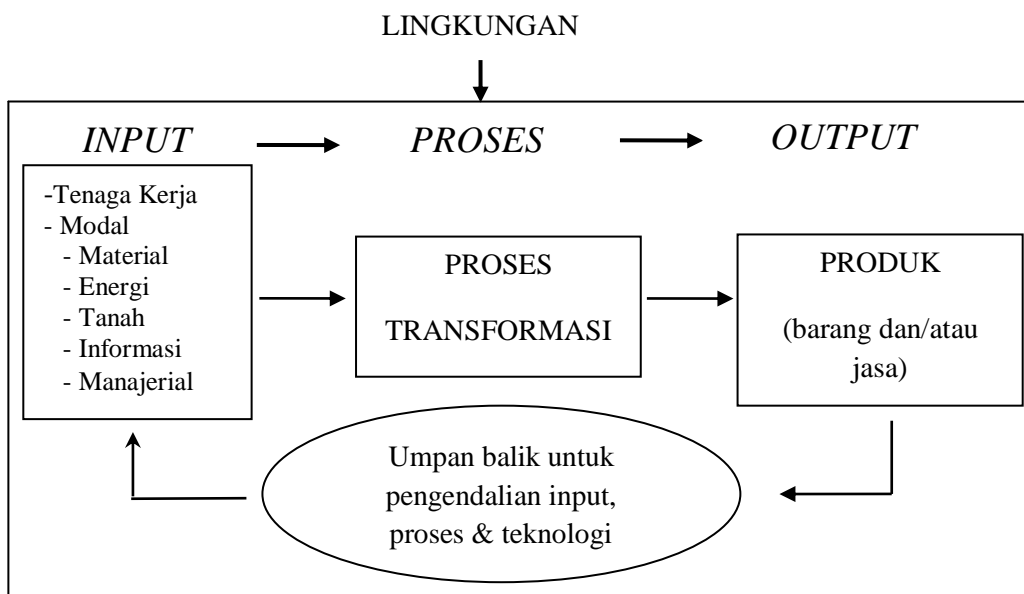 LINGKUNGAN
INPUT
PROSES
OUTPUT
-Tenaga Kerja
- Modal
- Material
- Energi
- Tanah
- Informasi
- Manajerial
PROSES
TRANSFORMASI
PRODUK
(barang dan/atau
jasa)
Umpan balik untuk
pengendalian input,
proses & teknologi